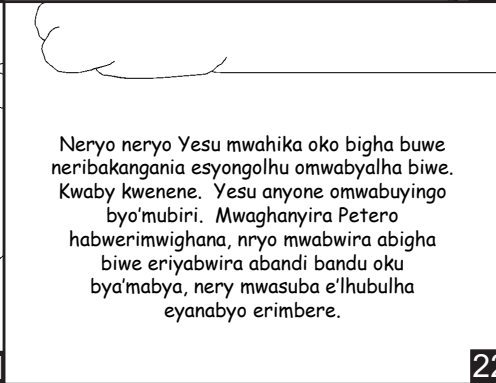 Neryo neryo Yesu mwahika oko bigha buwe
neribakangania esyongolhu omwabyalha biwe.
Kwaby kwenene. Yesu anyone omwabuyingo
byo'mubiri. Mwaghanyira Petero
habwerimwighana, nryo mwabwira abigha
biwe eriyabwira abandi bandu oku
bya'mabya, nery mwasuba e'lhubulha
eyanabyo erimbere.